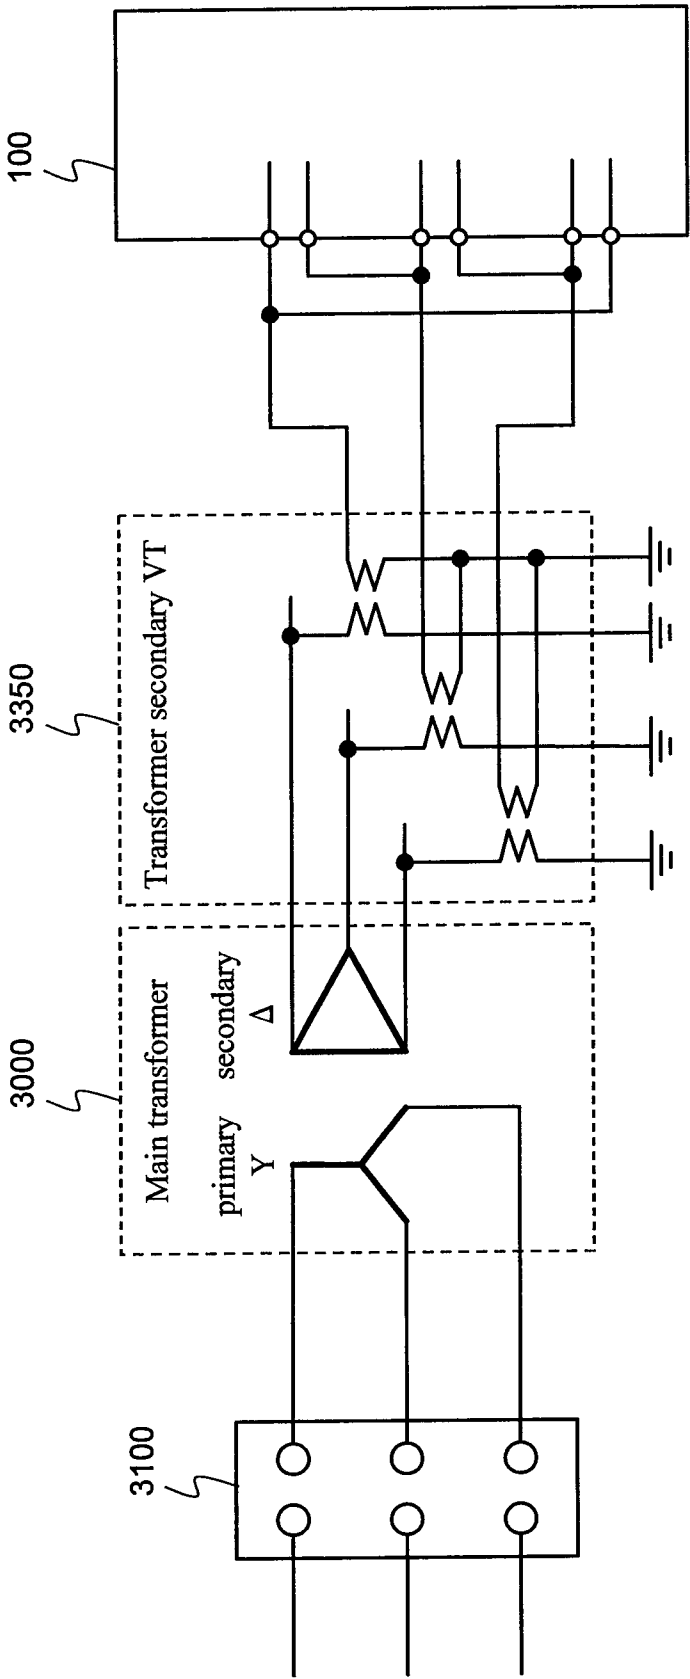 100
3350
Transformer secondary VT
3000
Main transformer
primary secondary
Y Δ
3100